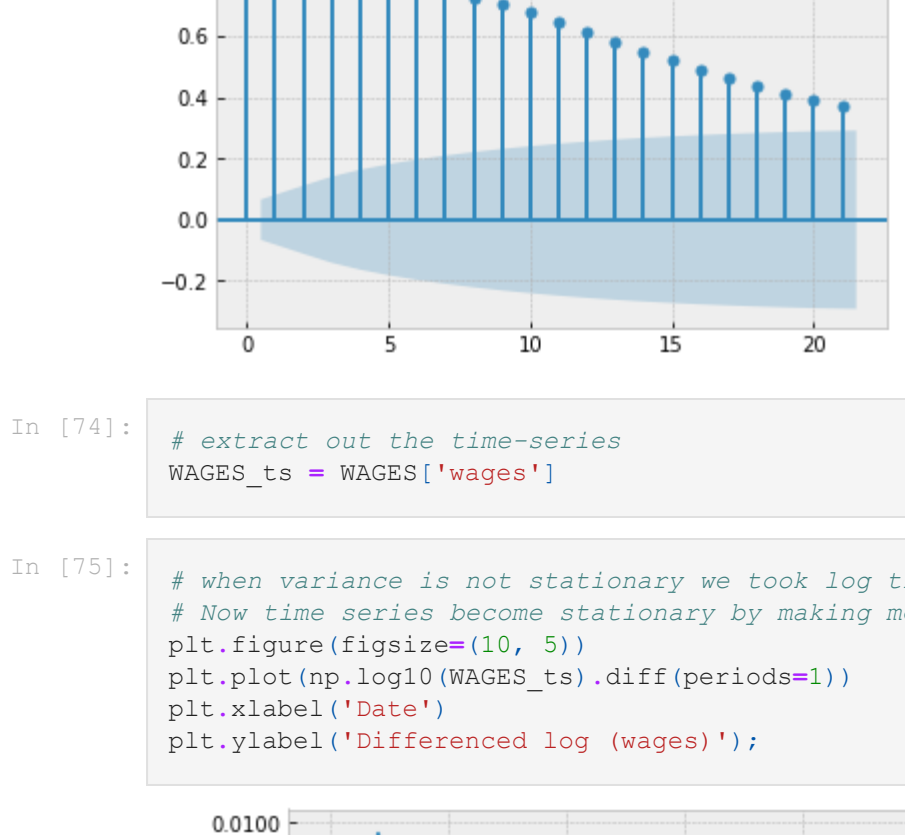 0.6
0.4
0.2
0.0
−0.2
0 5 10 15 20
In [74]:
# extract out the time-series
WAGES_ts = WAGES['wages']
In [75]:
# when variance is not stationary we took log
# Now time series become stationary by making
plt.figure(figsize=(10, 5))
plt.plot(np.log10(WAGES_ts).diff(periods=1))
plt.xlabel('Date')
plt.ylabel('Differenced log (wages)');
0.0100